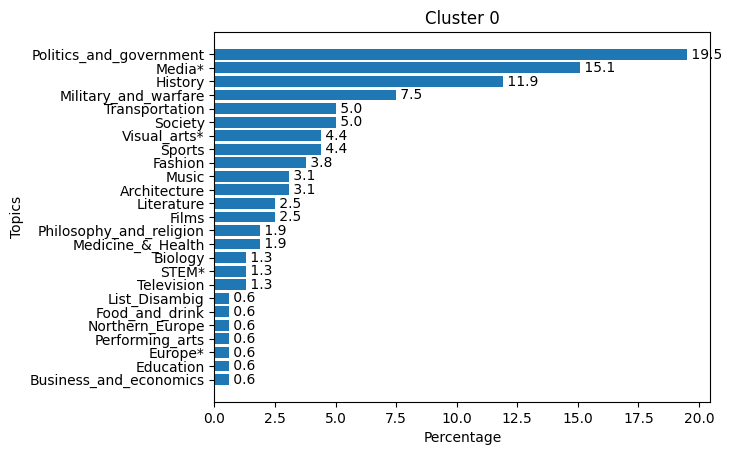 Cluster 0
Politics_and_government 19.5
Media* 15.1
History 11.9
Military_and_warfare 7.5
Transportation 5.0
Society 5.0
Visual_arts* 4.4
Sports 4.4
Fashion 3.8
Music 3.1
Architecture 3.1
Literature 2.5
Films 2.5
Philosophy_and_religion 1.9
Medicine_&_Health 1.9
Biology 1.3
STEM* 1.3
Television 1.3
List_Disambig 0.6
Food_and_drink 0.6
Northern_Europe 0.6
Performing_arts 0.6
Europe* 0.6
Education 0.6
Business_and_economics 0.6
Topics
0.0 2.5 5.0 7.5 10.0 12.5 15.0 17.5 20.0
Percentage